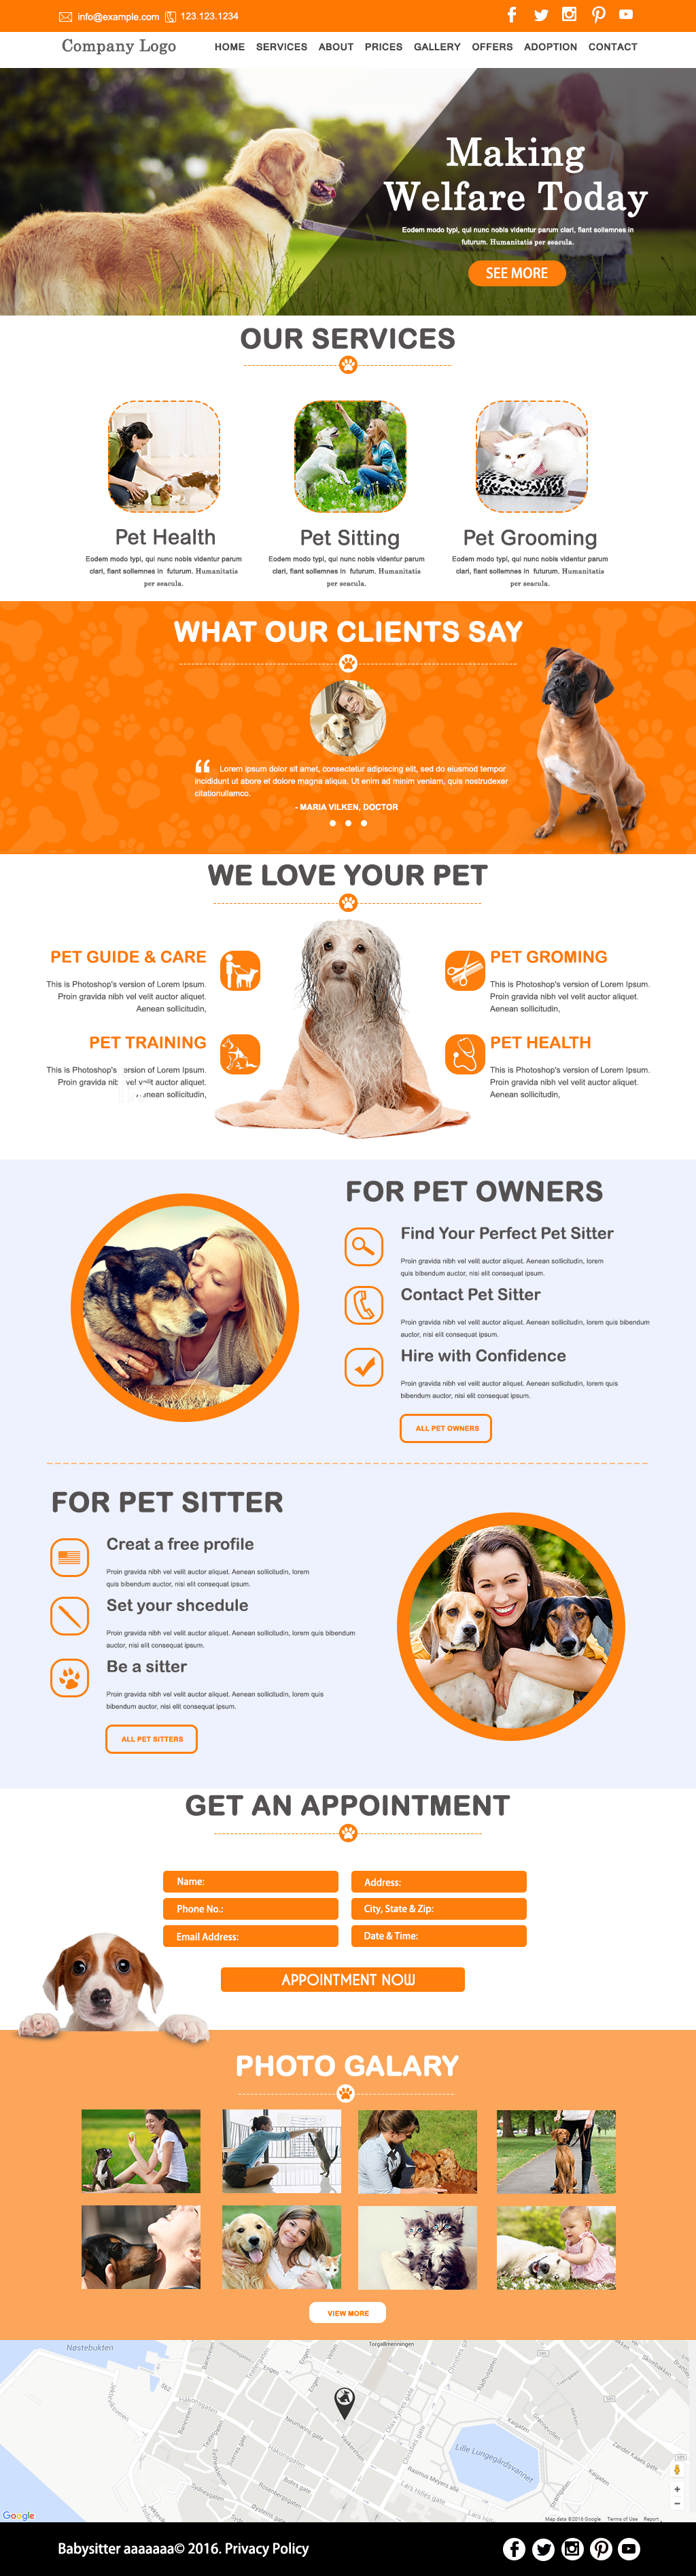 info@example.com 123.123.1234
Company Logo
HOME SERVICES ABOUT PRICES GALLERY OFFERS ADOPTION CONTACT
Making
Welfare Today
Eodem modo typi, qui nunc nobis videntur parum clari, fiant sollemnes in
futurum. Humanitatis per seacula.
SEE MORE
OUR SERVICES
Pet Health
Eodem modo typi, qui nunc nobis videntur parum
clari, fiant sollemnes in futurum. Humanitatis
per seacula.
Pet Sitting
Eodem modo typi, qui nunc nobis videntur parum
clari, fiant sollemnes in futurum. Humanitatis
per seacula.
Pet Grooming
Eodem modo typi, qui nunc nobis videntur parum
clari, fiant sollemnes in futurum. Humanitatis
per seacula.
WHAT OUR CLIENTS SAY
“ Lorem ipsum dolor sit amet, consectetur adipiscing elit, sed do eiusmod tempor
incididunt ut abore et dolore magna aliqua. Ut enim ad minim veniam, quis nostrudexer
citationullamco.
- MARIA VILKEN, DOCTOR
WE LOVE YOUR PET
PET GUIDE & CARE
This is Photoshop's version of Lorem Ipsum.
Proin gravida nibh vel velit auctor aliquet.
Aenean sollicitudin,
PET TRAINING
This is Photoshop's version of Lorem Ipsum.
Proin gravida nibh vel velit auctor aliquet.
Aenean sollicitudin,
PET GROMING
This is Photoshop's version of Lorem Ipsum.
Proin gravida nibh vel velit auctor aliquet.
Aenean sollicitudin,
PET HEALTH
This is Photoshop's version of Lorem Ipsum.
Proin gravida nibh vel velit auctor aliquet.
Aenean sollicitudin,
FOR PET OWNERS
Find Your Perfect Pet Sitter
Proin gravida nibh vel velit auctor aliquet. Aenean sollicitudin, lorem
quis bibendum auctor, nisi elit consequat ipsum.
Contact Pet Sitter
Proin gravida nibh vel velit auctor aliquet. Aenean sollicitudin, lorem quis bibendum
auctor, nisi elit consequat ipsum.
Hire with Confidence
Proin gravida nibh vel velit auctor aliquet. Aenean sollicitudin, lorem quis
bibendum auctor, nisi elit consequat ipsum.
ALL PET OWNERS
FOR PET SITTER
Creat a free profile
Proin gravida nibh vel velit auctor aliquet. Aenean sollicitudin, lorem
quis bibendum auctor, nisi elit consequat ipsum.
Set your shcedule
Proin gravida nibh vel velit auctor aliquet. Aenean sollicitudin, lorem quis bibendum
auctor, nisi elit consequat ipsum.
Be a sitter
Proin gravida nibh vel velit auctor aliquet. Aenean sollicitudin, lorem quis
bibendum auctor, nisi elit consequat ipsum.
ALL PET SITTERS
GET AN APPOINTMENT
Name: Address:
Phone No.: City, State & Zip:
Email Address: Date & Time:
APPOINTMENT NOW
PHOTO GALARY
VIEW MORE
Nøstebukten
Torgallmenningen
Lille Lungegårdsvannet
Google
Map data ©2016 Google Terms of Use Report
Babysitter aaaaaaa© 2016. Privacy Policy